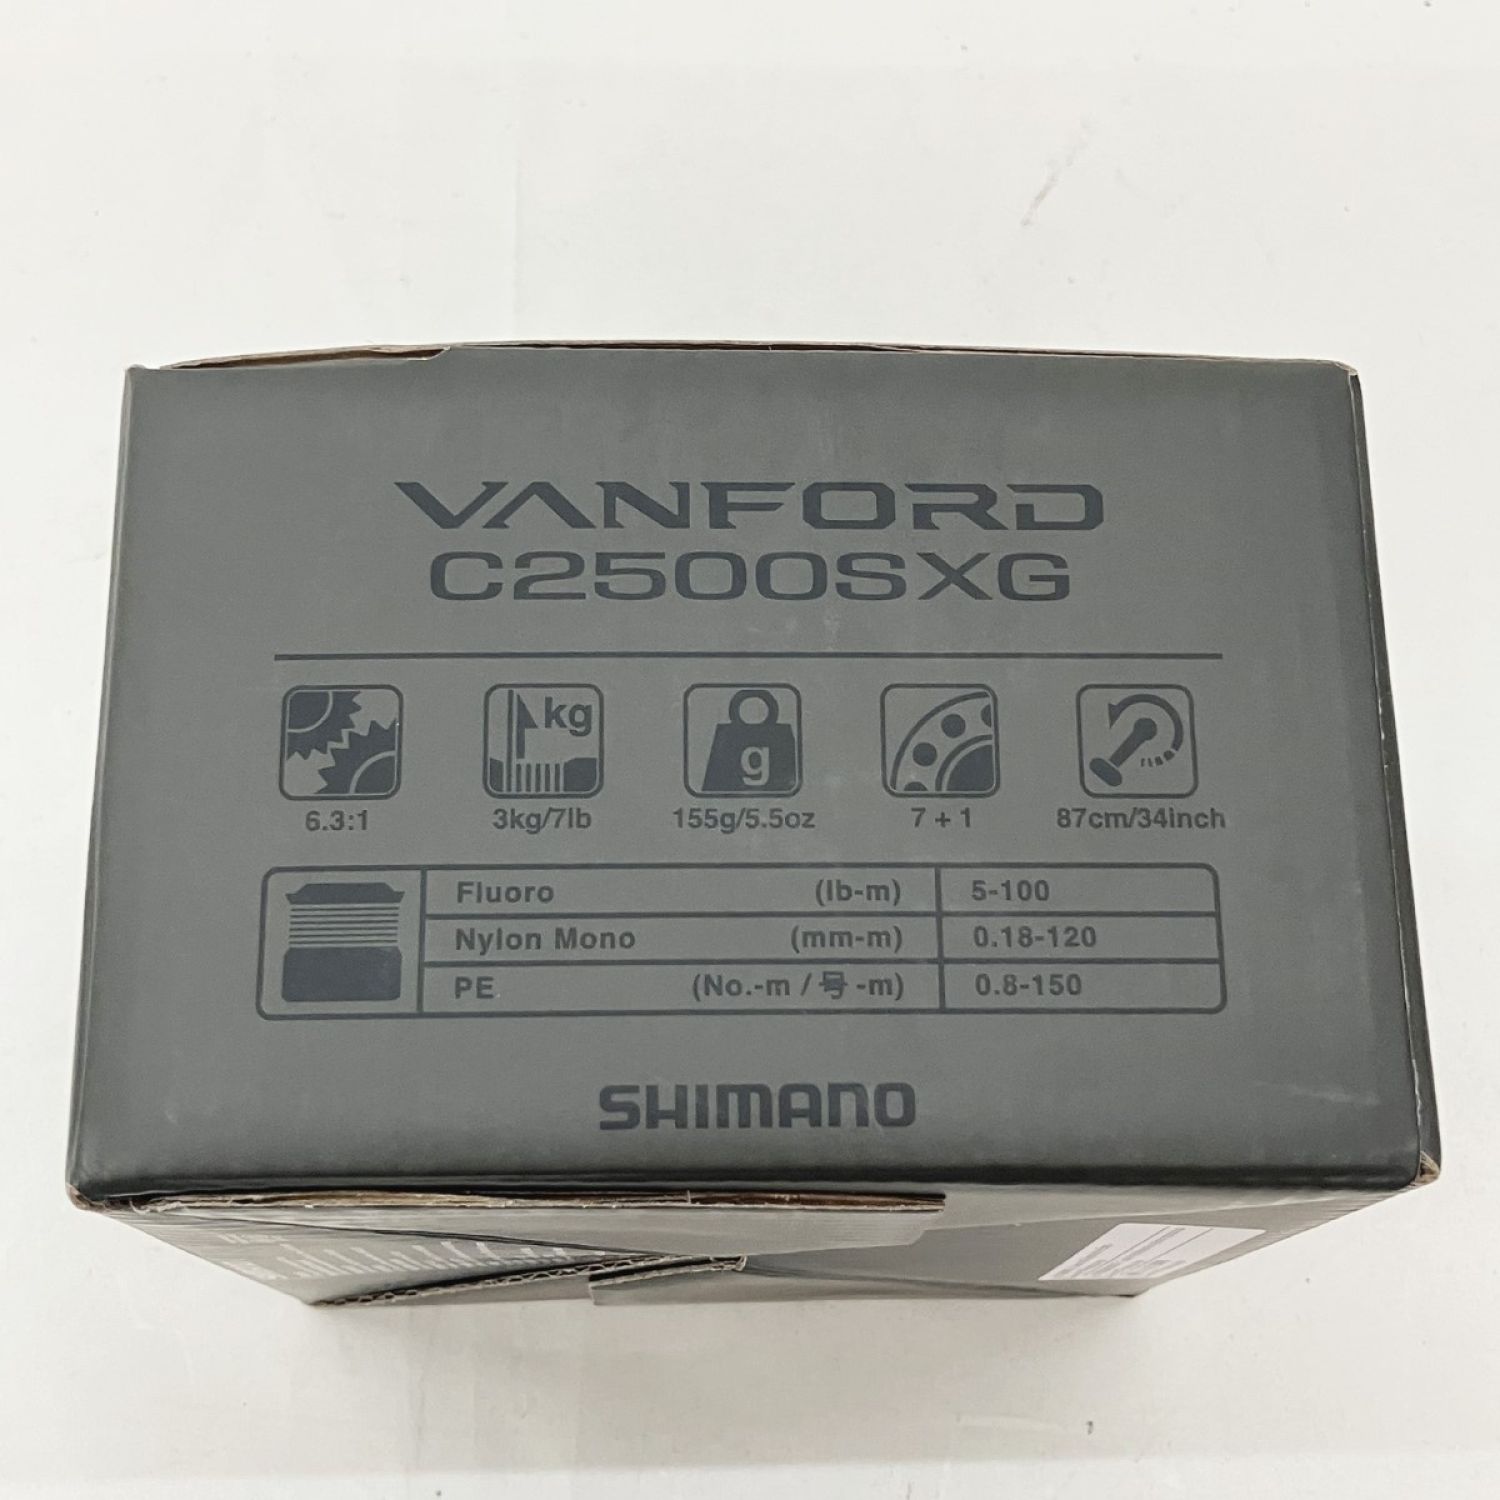 VANFORD
C2500SXG
kg
g
6.3:1 3kg/7lb 155g/5.5oz 7 + 1 87cm/34inch
Fluoro (lb-m) 5-100
Nylon Mono (mm-m) 0.18-120
PE (No.-m / 号 -m) 0.8-150
SHIMANO